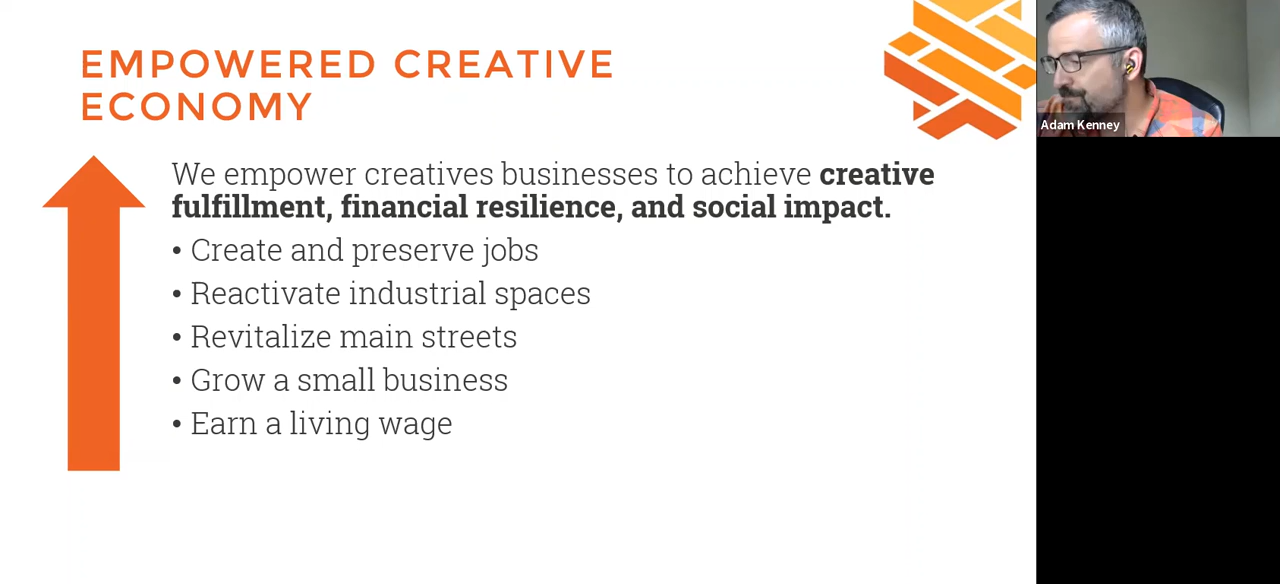 EMPOWERED CREATIVE
ECONOMY
We empower creatives businesses to achieve creative
fulfillment, financial resilience, and social impact.
• Create and preserve jobs
• Reactivate industrial spaces
• Revitalize main streets
• Grow a small business
• Earn a living wage
Adam Kenney